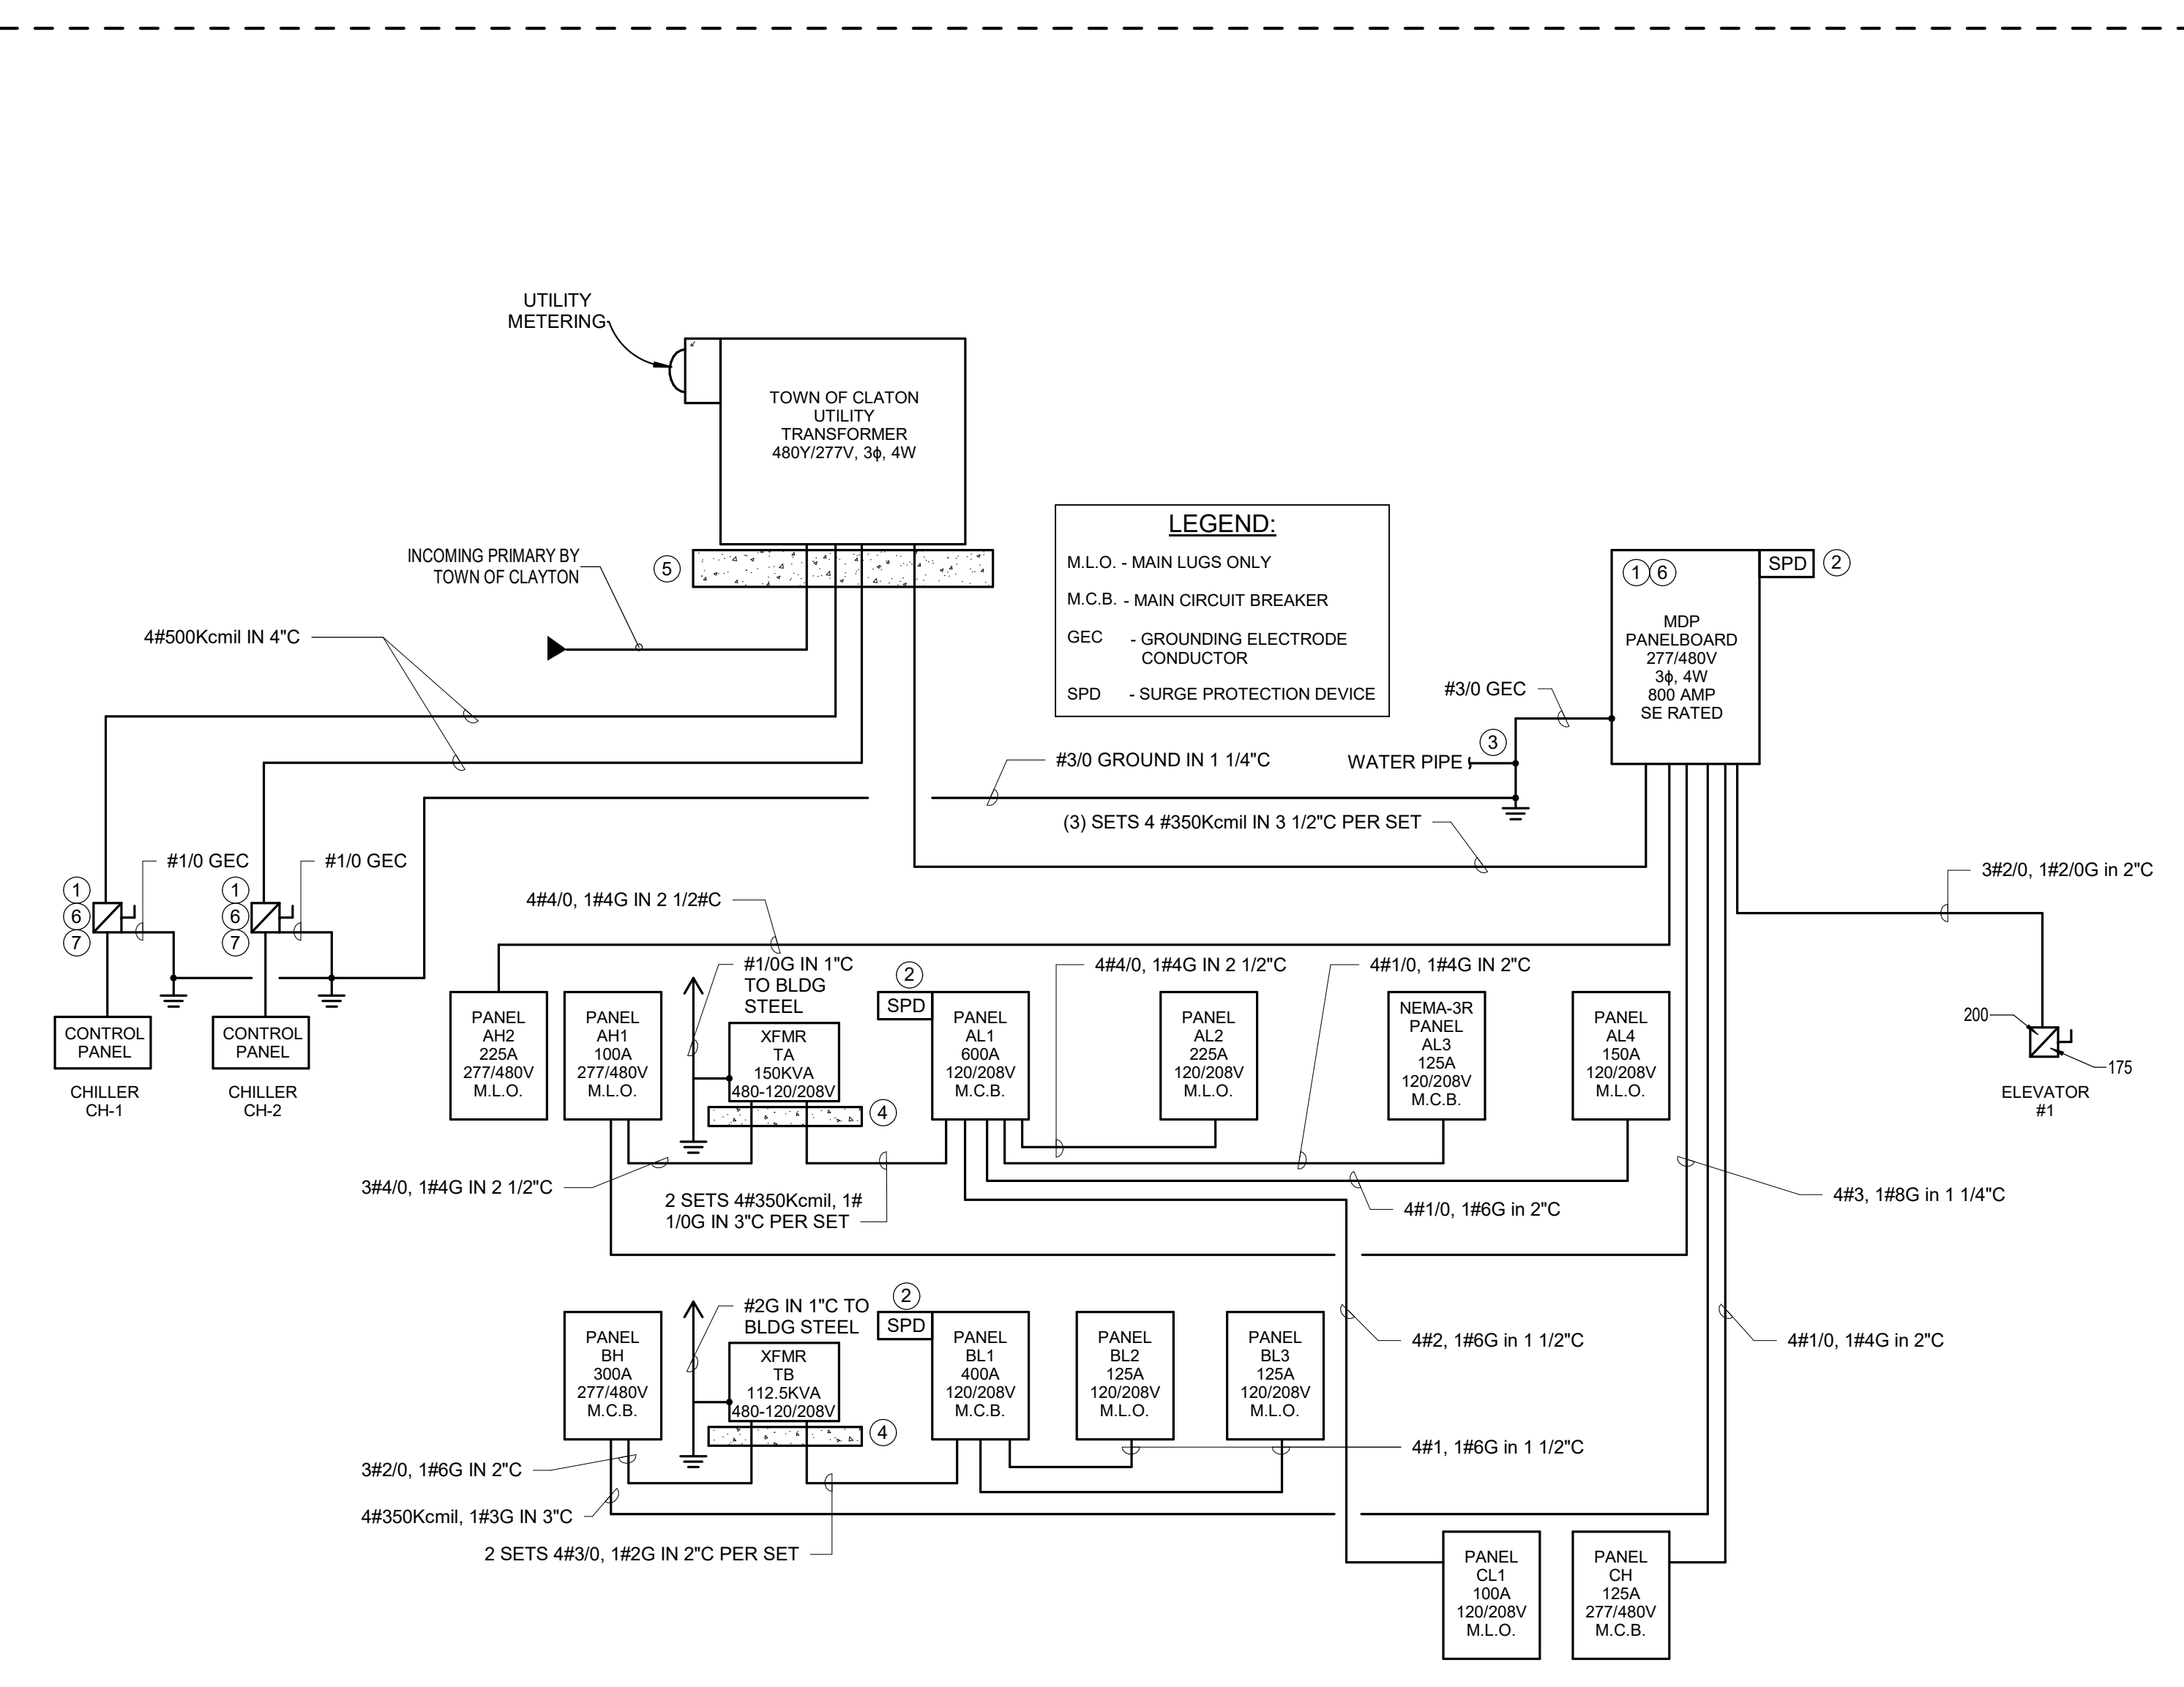 UTILITY
METERING
TOWN OF CLATON
UTILITY
TRANSFORMER
480Y/277V, 3ϕ, 4W
INCOMING PRIMARY BY
TOWN OF CLAYTON
5
4#500Kcmil IN 4"C
LEGEND:
M.L.O. - MAIN LUGS ONLY
M.C.B. - MAIN CIRCUIT BREAKER
GEC - GROUNDING ELECTRODE
CONDUCTOR
SPD - SURGE PROTECTION DEVICE
1 6
SPD
2
MDP
PANELBOARD
277/480V
3ϕ, 4W
800 AMP
SE RATED
#3/0 GEC
3
WATER PIPE
#3/0 GROUND IN 1 1/4"C
(3) SETS 4 #350Kcmil IN 3 1/2"C PER SET
#1/0 GEC
#1/0 GEC
1
6
7
1
6
7
CONTROL
PANEL
CHILLER
CH-1
CONTROL
PANEL
CHILLER
CH-2
4#4/0, 1#4G IN 2 1/2#C
3#2/0, 1#2/0G in 2"C
200
175
ELEVATOR
#1
PANEL
AH2
225A
277/480V
M.L.O.
PANEL
AH1
100A
277/480V
M.L.O.
#1/0G IN 1"C
TO BLDG
STEEL
XFMR
TA
150KVA
480-120/208V
4
2
SPD
PANEL
AL1
600A
120/208V
M.C.B.
4#4/0, 1#4G IN 2 1/2"C
PANEL
AL2
225A
120/208V
M.L.O.
4#1/0, 1#4G IN 2"C
NEMA-3R
PANEL
AL3
125A
120/208V
M.C.B.
PANEL
AL4
150A
120/208V
M.L.O.
3#4/0, 1#4G IN 2 1/2"C
2 SETS 4#350Kcmil, 1#
1/0G IN 3"C PER SET
4#1/0, 1#6G in 2"C
4#3, 1#8G in 1 1/4"C
PANEL
BH
300A
277/480V
M.C.B.
#2G IN 1"C TO
BLDG STEEL
XFMR
TB
112.5KVA
480-120/208V
4
2
SPD
PANEL
BL1
400A
120/208V
M.C.B.
PANEL
BL2
125A
120/208V
M.L.O.
PANEL
BL3
125A
120/208V
M.L.O.
4#2, 1#6G in 1 1/2"C
4#1/0, 1#4G in 2"C
4#1, 1#6G in 1 1/2"C
3#2/0, 1#6G IN 2"C
4#350Kcmil, 1#3G IN 3"C
2 SETS 4#3/0, 1#2G IN 2"C PER SET
PANEL
CL1
100A
120/208V
M.L.O.
PANEL
CH
125A
277/480V
M.C.B.